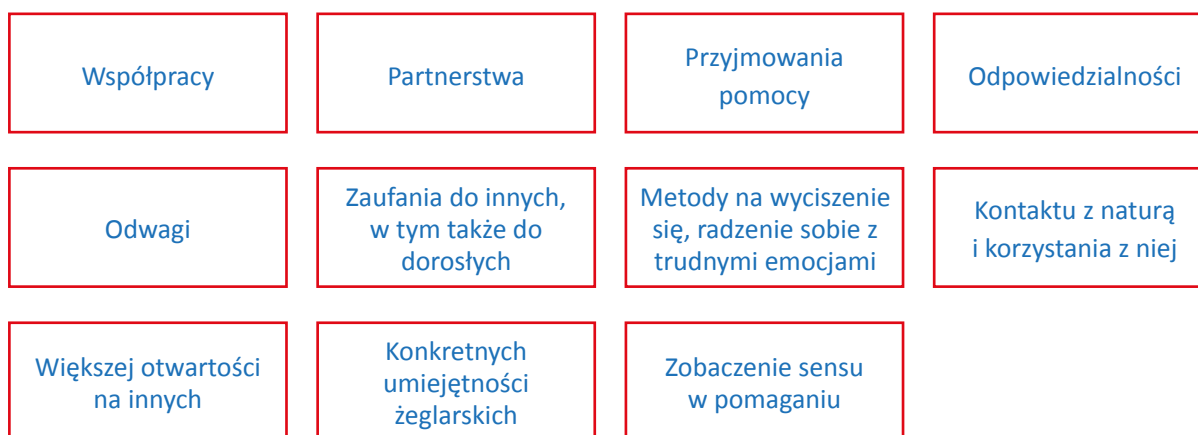 Współpracy
Partnerstwa
Przyjmowania
pomocy
Odpowiedzialności
Odwagi
Zaufania do innych,
w tym także do
dorosłych
Metody na wyciszenie
się, radzenie sobie z
trudnymi emocjami
Kontaktu z naturą
i korzystania z niej
Większej otwartości
na innych
Konkretnych
umiejętności
żeglarskich
Zobaczenie sensu
w pomaganiu